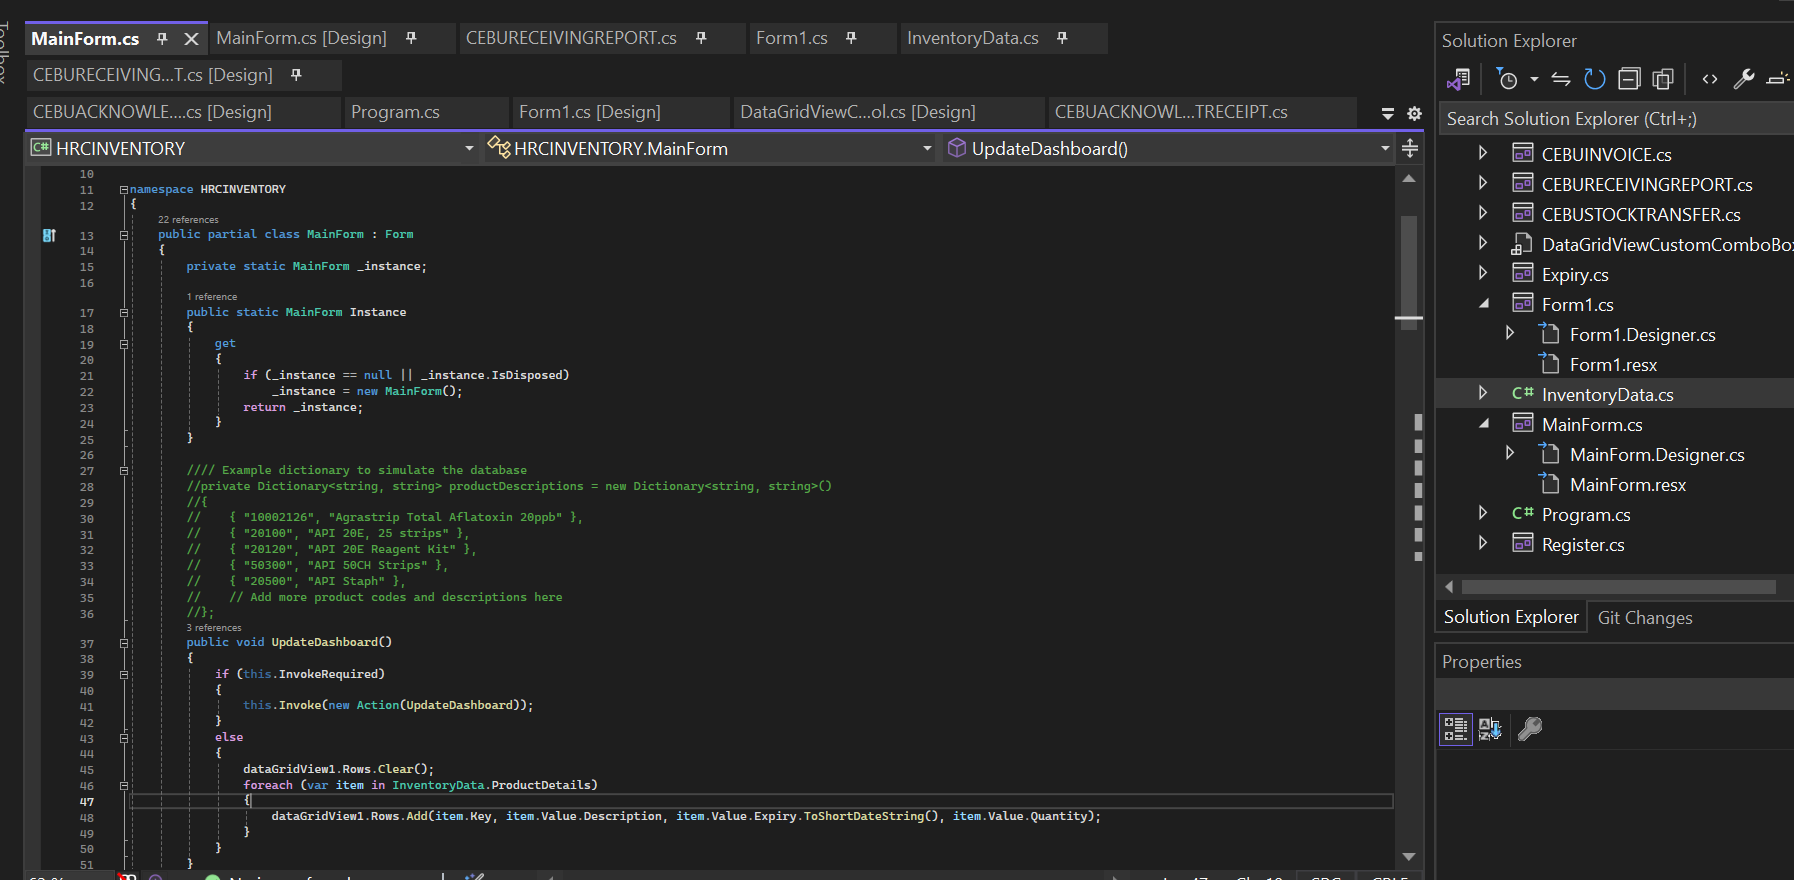 Toolbox
MainForm.cs
MainForm.cs [Design]
CEBURECEIVINGREPORT.cs
Form1.cs
InventoryData.cs
CEBURECEIVING...T.cs [Design]
CEBUACKNOWLE....cs [Design]
Program.cs
Form1.cs [Design]
DataGridViewC...ol.cs [Design]
CEBUACKNOWL...TRECEIPT.cs
C# HRCINVENTORY
HRCINVENTORY.MainForm
UpdateDashboard()
10
11 namespace HRCINVENTORY
12 {
22 references
13 public partial class MainForm : Form
14 {
15 private static MainForm _instance;
16
1 reference
17 public static MainForm Instance
18 {
19 get
20 {
21 if (_instance == null || _instance.IsDisposed)
22 _instance = new MainForm();
23 return _instance;
24 }
25 }
26
27 //// Example dictionary to simulate the database
28 //private Dictionary<string, string> productDescriptions = new Dictionary<string, string>()
29 //{
30 // { "10002126", "Agrastrip Total Aflatoxin 20ppb" },
31 // { "20100", "API 20E, 25 strips" },
32 // { "20120", "API 20E Reagent Kit" },
33 // { "50300", "API 50CH Strips" },
34 // { "20500", "API Staph" },
35 // // Add more product codes and descriptions here
36 //};
3 references
37 public void UpdateDashboard()
38 {
39 if (this.InvokeRequired)
40 {
41 this.Invoke(new Action(UpdateDashboard));
42 }
43 else
44 {
45 dataGridView1.Rows.Clear();
46 foreach (var item in InventoryData.ProductDetails)
47 {
48 dataGridView1.Rows.Add(item.Key, item.Value.Description, item.Value.Expiry.ToShortDateString(), item.Value.Quantity);
49 }
50 }
51 }
Solution Explorer
Search Solution Explorer (Ctrl+;)
CEBUINVOICE.cs
CEBURECEIVINGREPORT.cs
CEBUSTOCKTRANSFER.cs
DataGridViewCustomComboBox
Expiry.cs
Form1.cs
Form1.Designer.cs
Form1.resx
C# InventoryData.cs
MainForm.cs
MainForm.Designer.cs
MainForm.resx
C# Program.cs
Register.cs
Solution Explorer
Git Changes
Properties